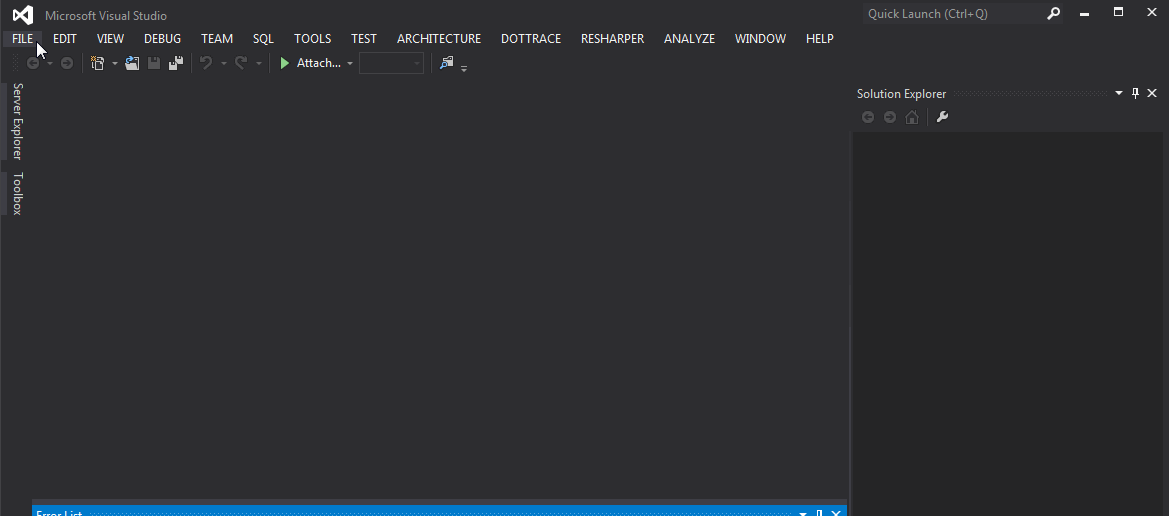 Microsoft Visual Studio
Quick Launch (Ctrl+Q)
FILE EDIT VIEW DEBUG TEAM SQL TOOLS TEST ARCHITECTURE DOTTRACE RESHARPER ANALYZE WINDOW HELP
Attach...
Server Explorer
Toolbox
Solution Explorer
Error List